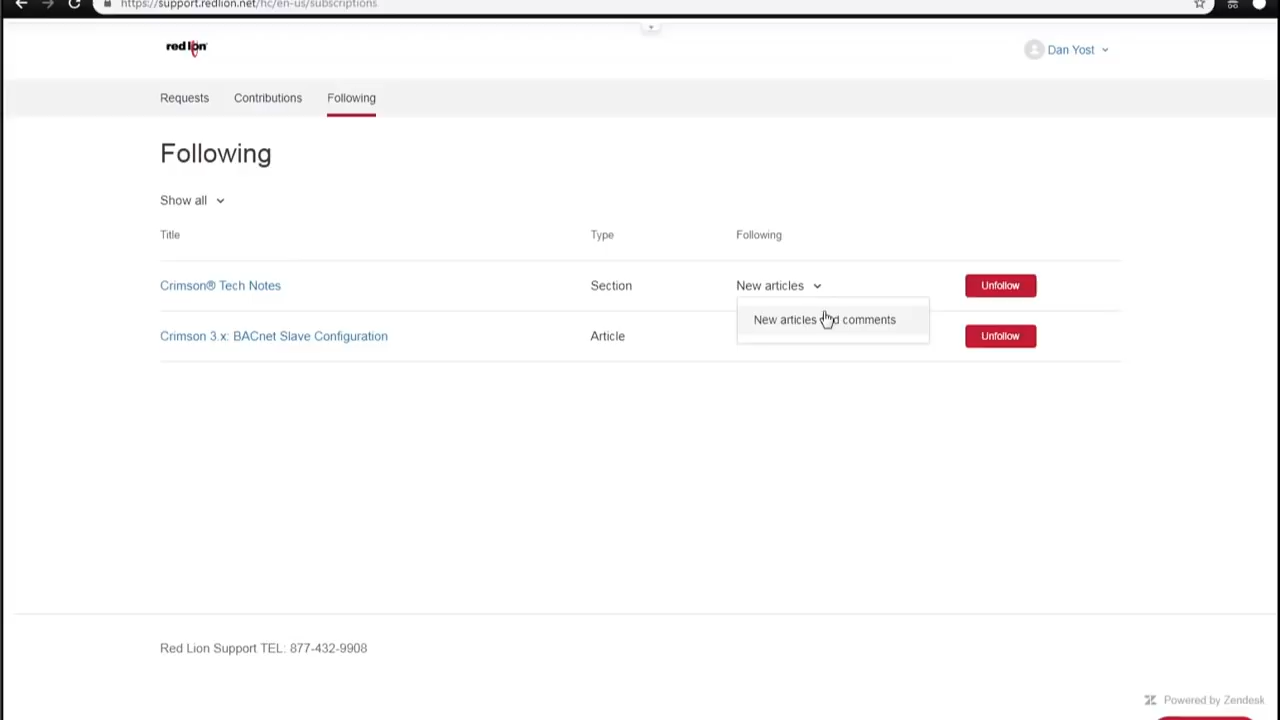 https://support.redlion.net/hc/en-us/subscriptions
red lion
Dan Yost
Requests Contributions Following
Following
Show all
Title Type Following
Crimson® Tech Notes Section New articles Unfollow
New articles comments
Crimson 3.x: BACnet Slave Configuration Article Unfollow
Red Lion Support TEL: 877-432-9908
Powered by Zendesk